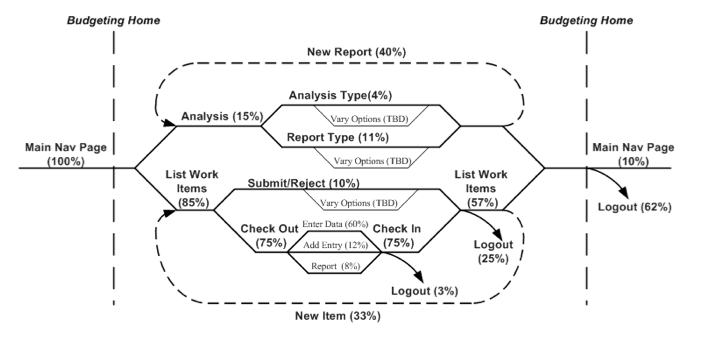 Budgeting Home
Budgeting Home
New Report (40%)
Analysis Type(4%)
Analysis (15%)
Vary Options (TBD)
Report Type (11%)
Main Nav Page
(100%)
Vary Options (TBD)
Main Nav Page
(10%)
List Work
Items
(85%)
Submit/Reject (10%)
List Work
Items
(57%)
Vary Options (TBD)
Logout (62%)
Check Out
(75%)
Enter Data (60%)
Add Entry (12%)
Report (8%)
Check In
(75%)
Logout
(25%)
Logout (3%)
New Item (33%)